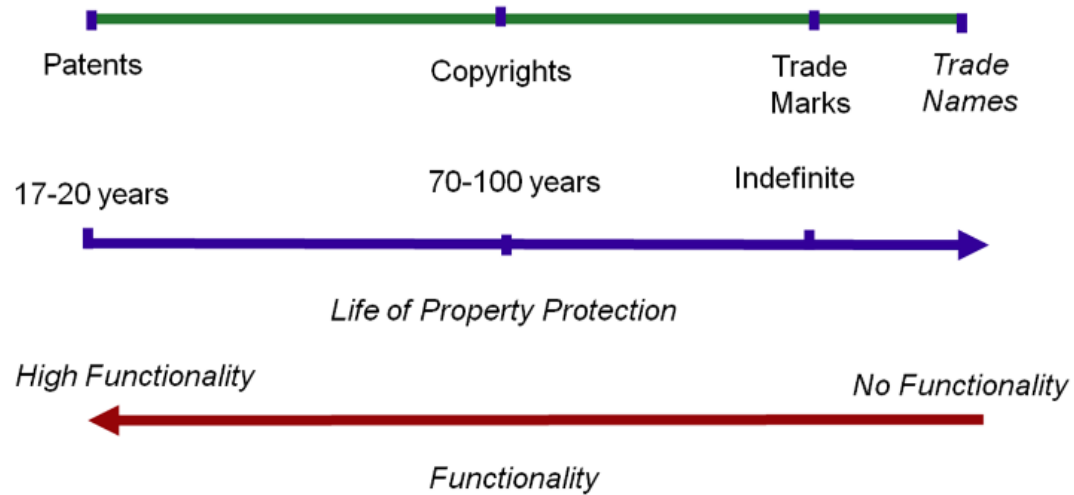 Patents
Copyrights
Trade
Marks
Trade
Names
17-20 years
70-100 years
Indefinite
Life of Property Protection
High Functionality
No Functionality
Functionality